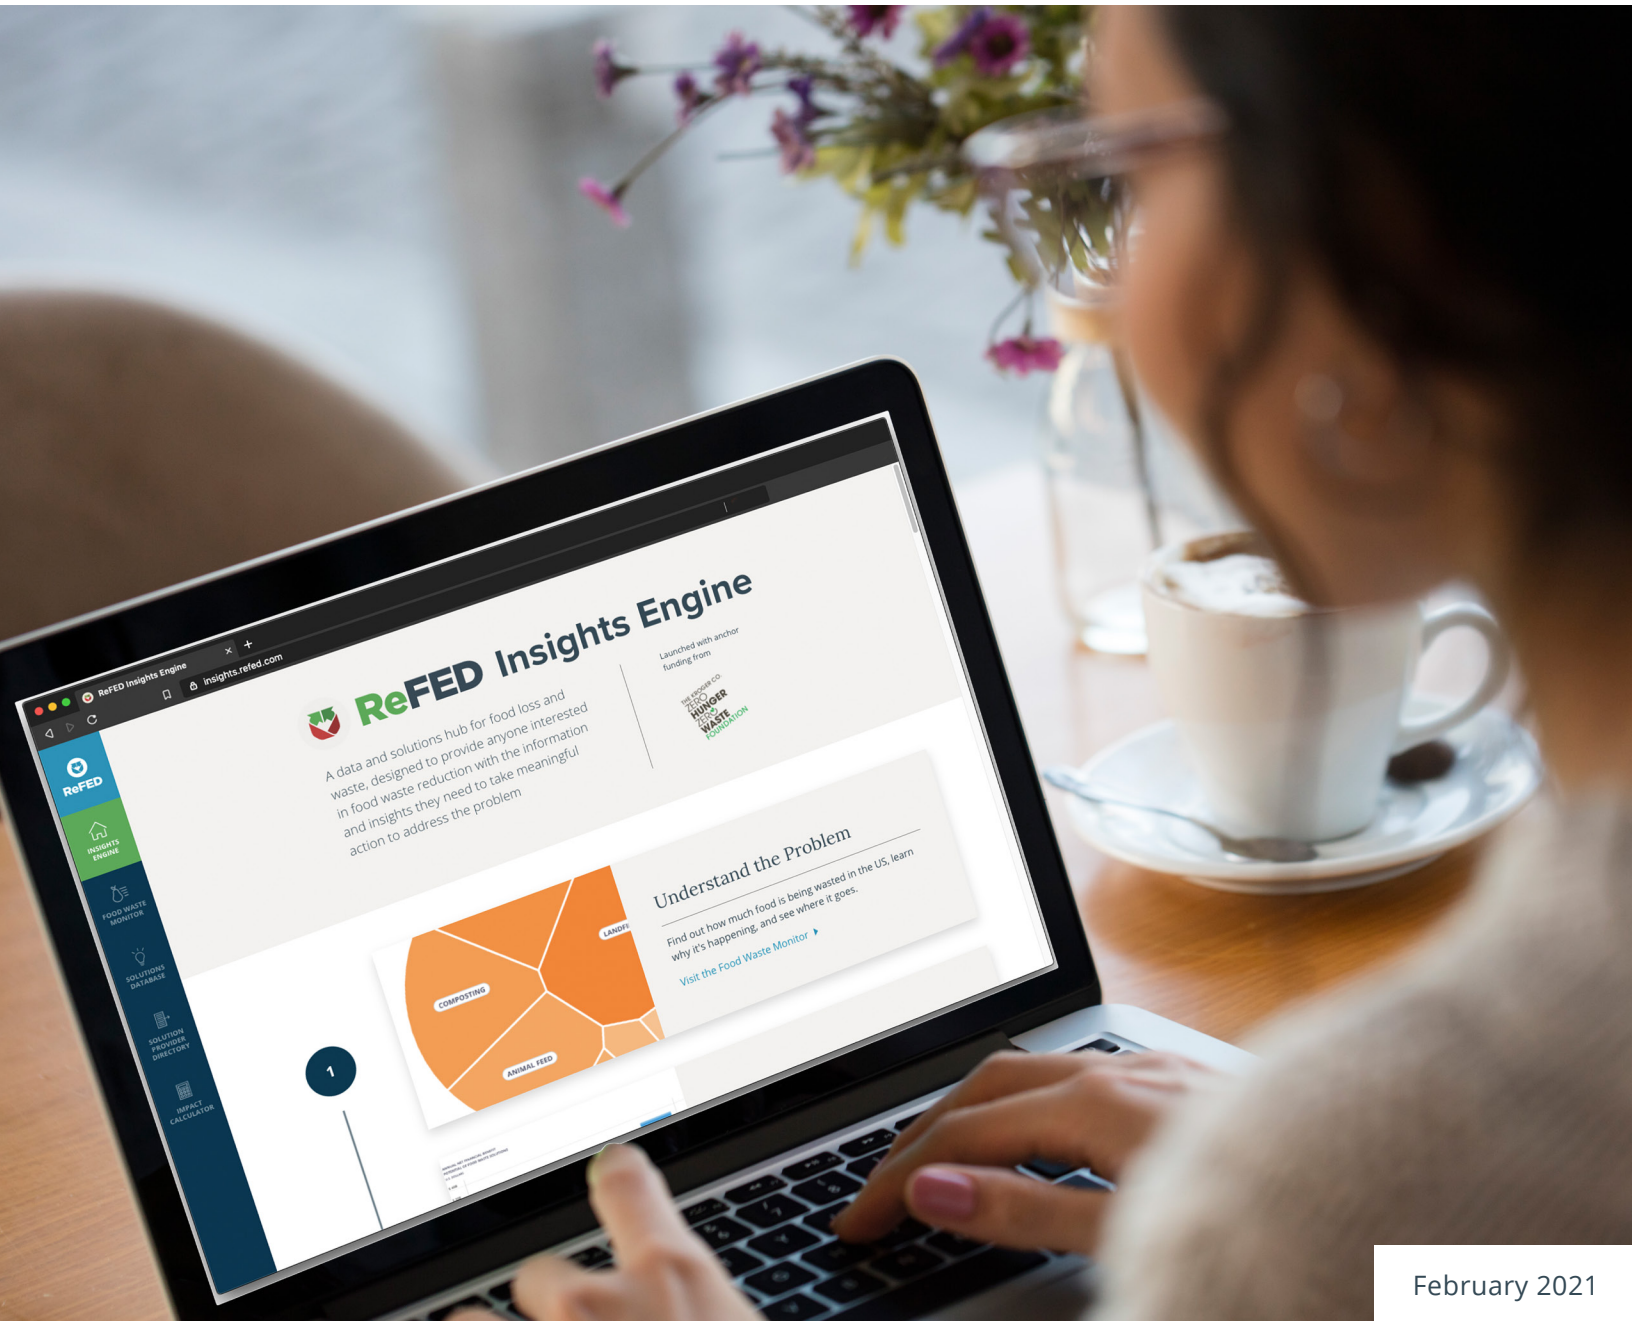 ReFED Insights Engine
insights.refed.com
ReFED
INSIGHTS
ENGINE
FOOD WASTE
MONITOR
SOLUTIONS
DATABASE
SOLUTION
PROVIDER
DIRECTORY
IMPACT
CALCULATOR
ReFED Insights Engine
A data and solutions hub for food loss and
waste, designed to provide anyone interested
in food waste reduction with the information
and insights they need to take meaningful
action to address the problem
Launched with anchor
funding from
THE KROGER CO.
ZERO
HUNGER
ZERO
WASTE
FOUNDATION
1
COMPOSTING
LANDFI
ANIMAL FEED
Understand the Problem
Find out how much food is being wasted in the US, learn
why it's happening, and see where it goes.
Visit the Food Waste Monitor
February 2021